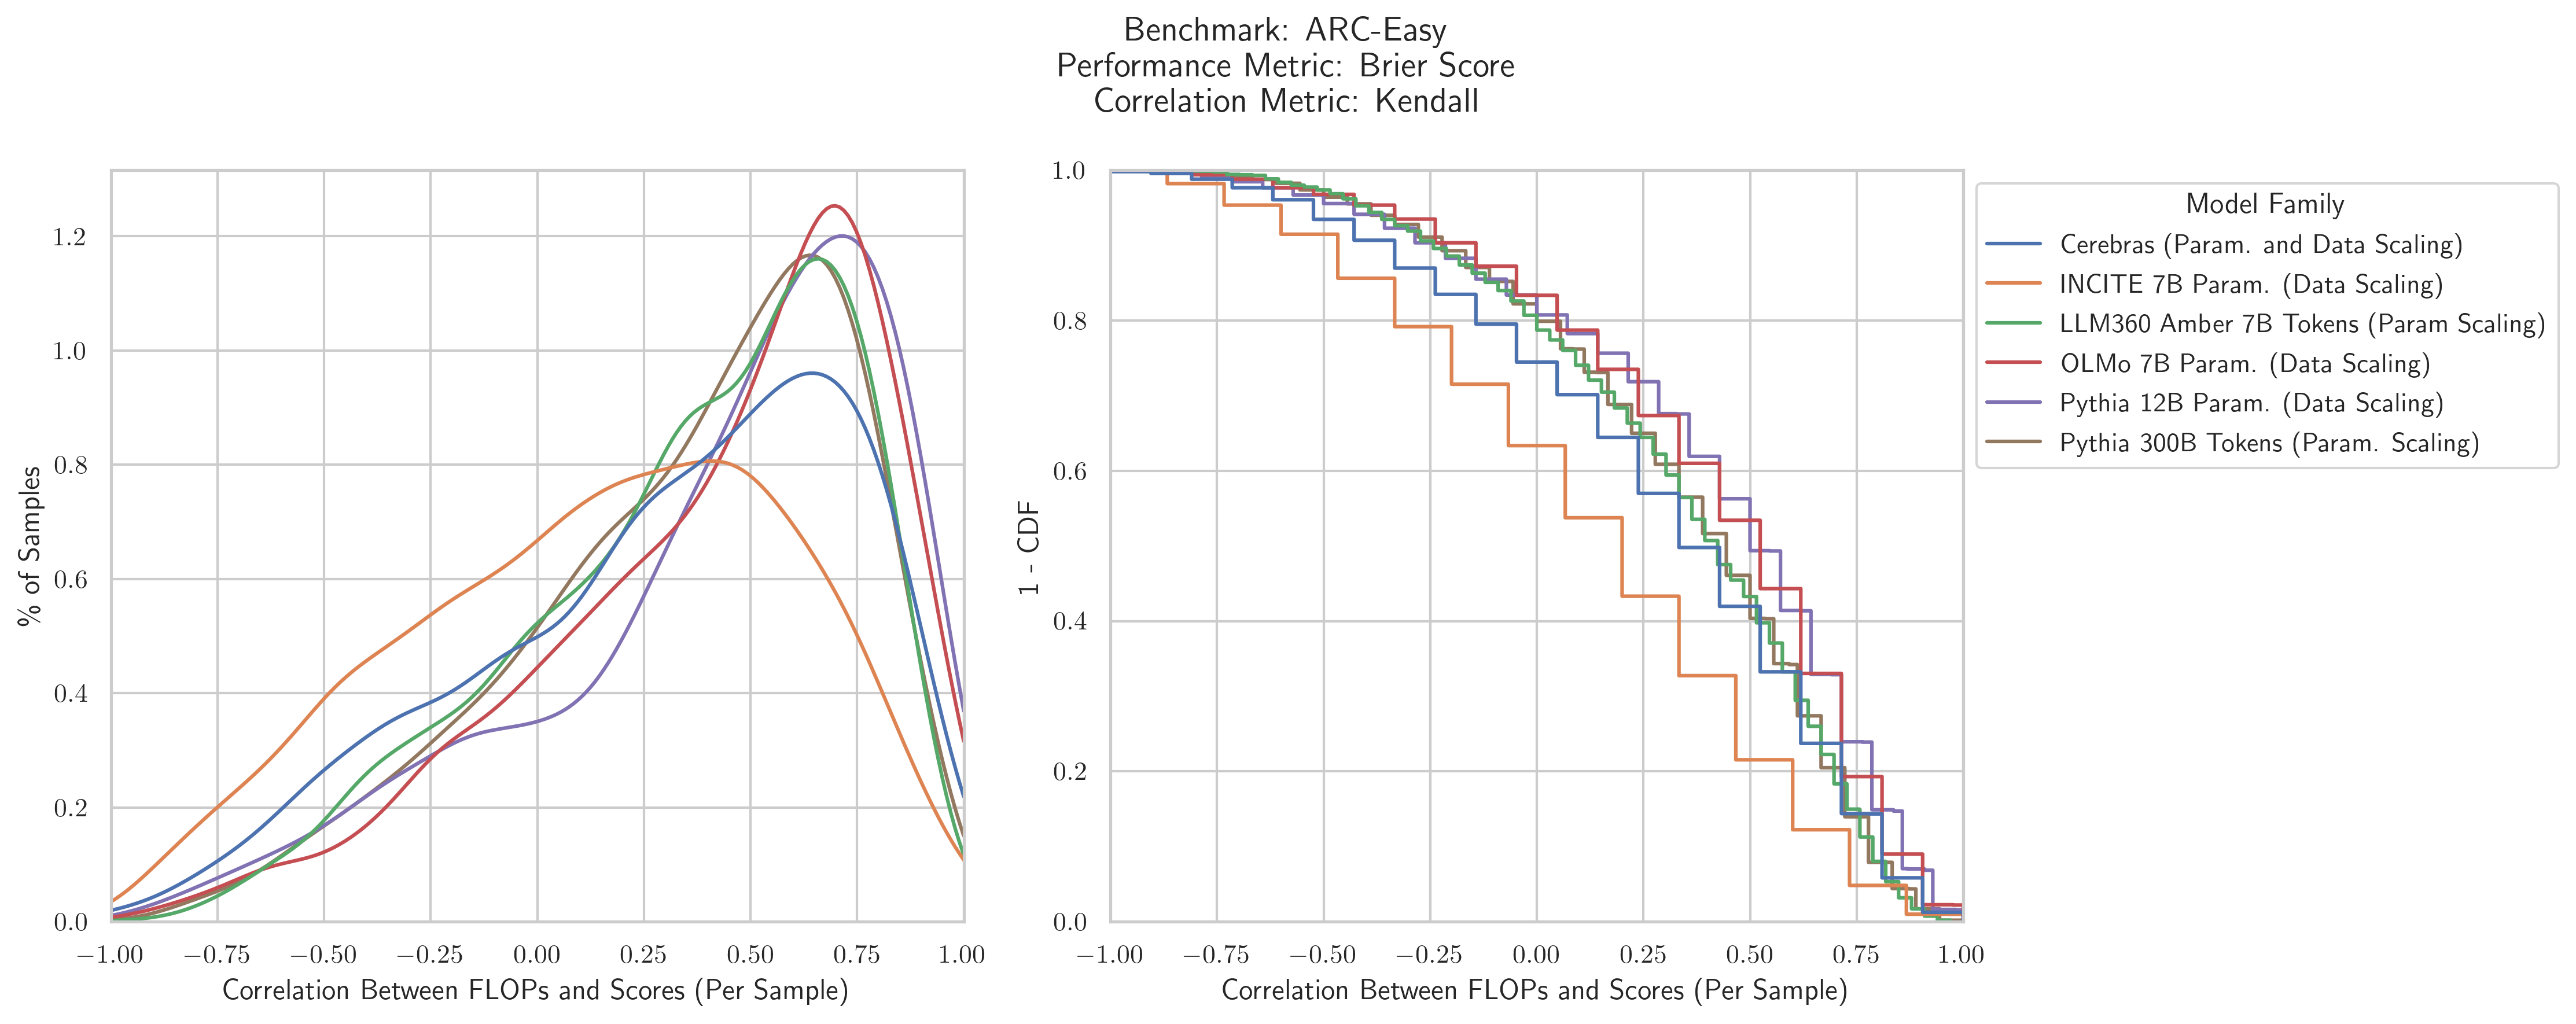 Benchmark: ARC-Easy
Performance Metric: Brier Score
Correlation Metric: Kendall
% of Samples
1.2
1.0
0.8
0.6
0.4
0.2
0.0
−1.00 −0.75 −0.50 −0.25 0.00 0.25 0.50 0.75 1.00
Correlation Between FLOPs and Scores (Per Sample)
1 - CDF
1.0
0.8
0.6
0.4
0.2
0.0
−1.00 −0.75 −0.50 −0.25 0.00 0.25 0.50 0.75 1.00
Correlation Between FLOPs and Scores (Per Sample)
Model Family
Cerebras (Param. and Data Scaling)
INCITE 7B Param. (Data Scaling)
LLM360 Amber 7B Tokens (Param Scaling)
OLMo 7B Param. (Data Scaling)
Pythia 12B Param. (Data Scaling)
Pythia 300B Tokens (Param. Scaling)